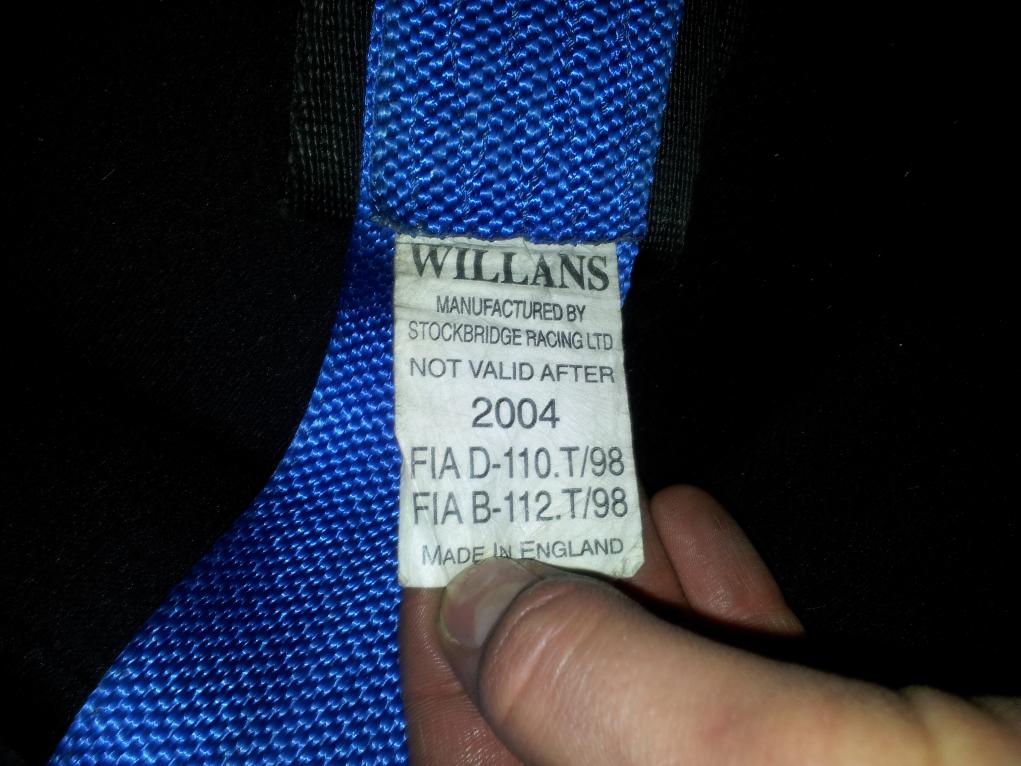 WILLANS
MANUFACTURED BY
STOCKBRIDGE RACING LTD
NOT VALID AFTER
2004
FIA D-110.T/98
FIA B-112.T/98
MADE IN ENGLAND